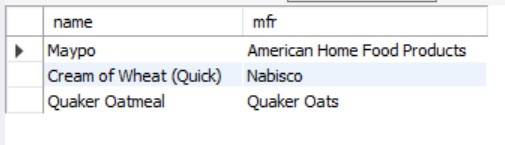 name mfr
Maypo American Home Food Products
Cream of Wheat (Quick) Nabisco
Quaker Oatmeal Quaker Oats